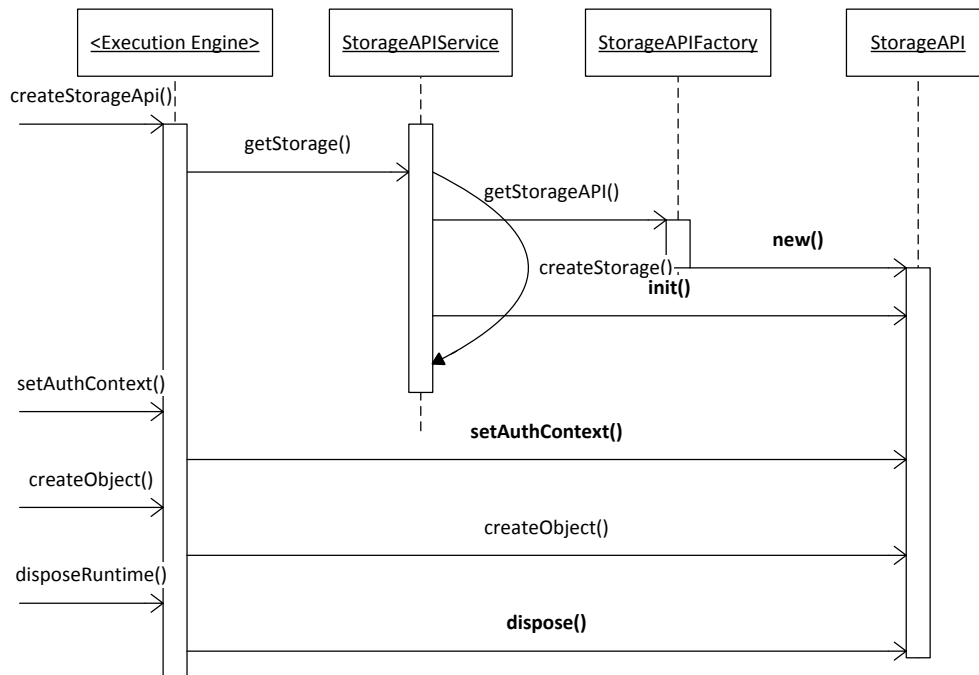 <Execution Engine>
StorageAPIService
StorageAPIFactory
StorageAPI
createStorageApi()
getStorage()
getStorageAPI()
new()
createStorage()
init()
setAuthContext()
setAuthContext()
createObject()
createObject()
disposeRuntime()
dispose()